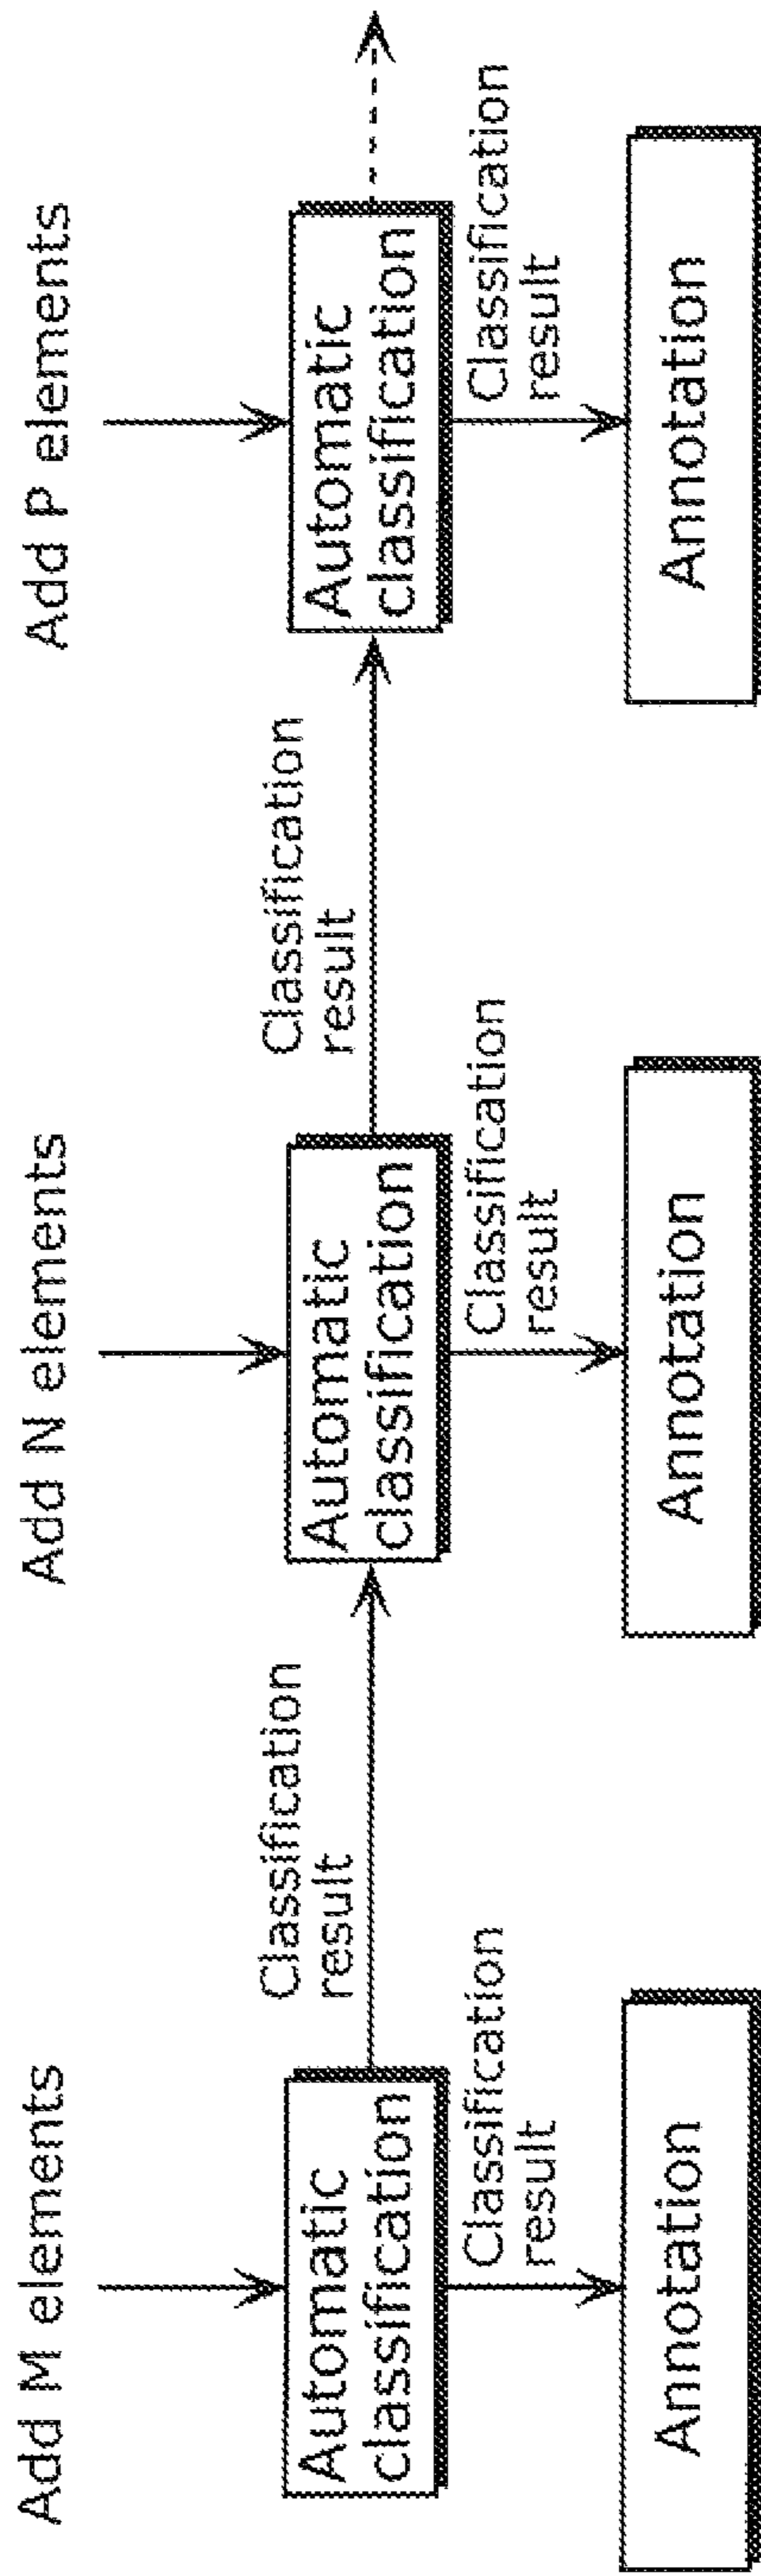 Add M elements
Automatic
classification
Classification
result
Classification
result
Annotation
Add N elements
Automatic
classification
Classification
result
Classification
result
Annotation
Add P elements
Automatic
classification
Classification
result
Annotation